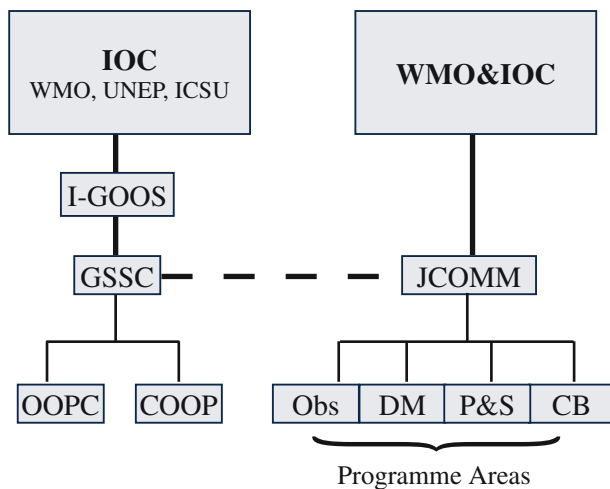 IOC
WMO, UNEP, ICSU
WMO&IOC
I-GOOS
GSSC
JCOMM
OOPC
COOP
Obs
DM
P&S
CB
Programme Areas